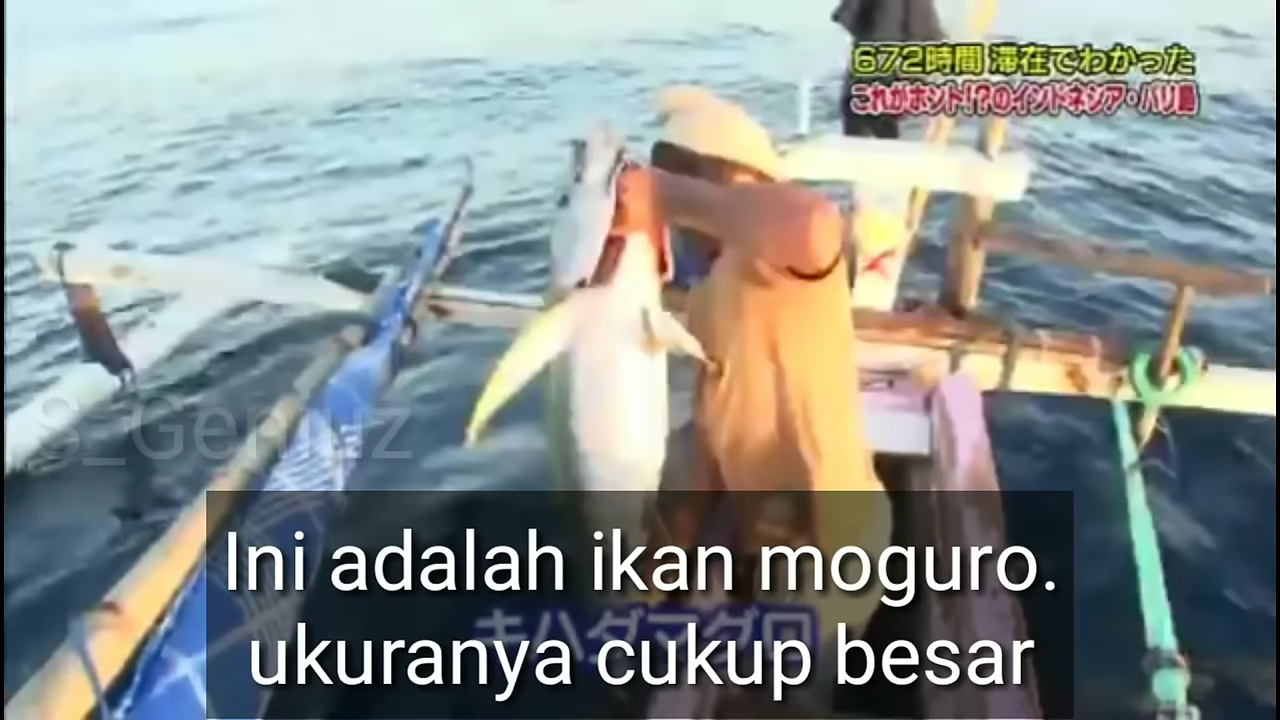 672時間 滞在でわかった
これがホント!?のインドネシア・バリ島
S_Geniuz
Ini adalah ikan moguro.
キハダマグロ
ukuranya cukup besar